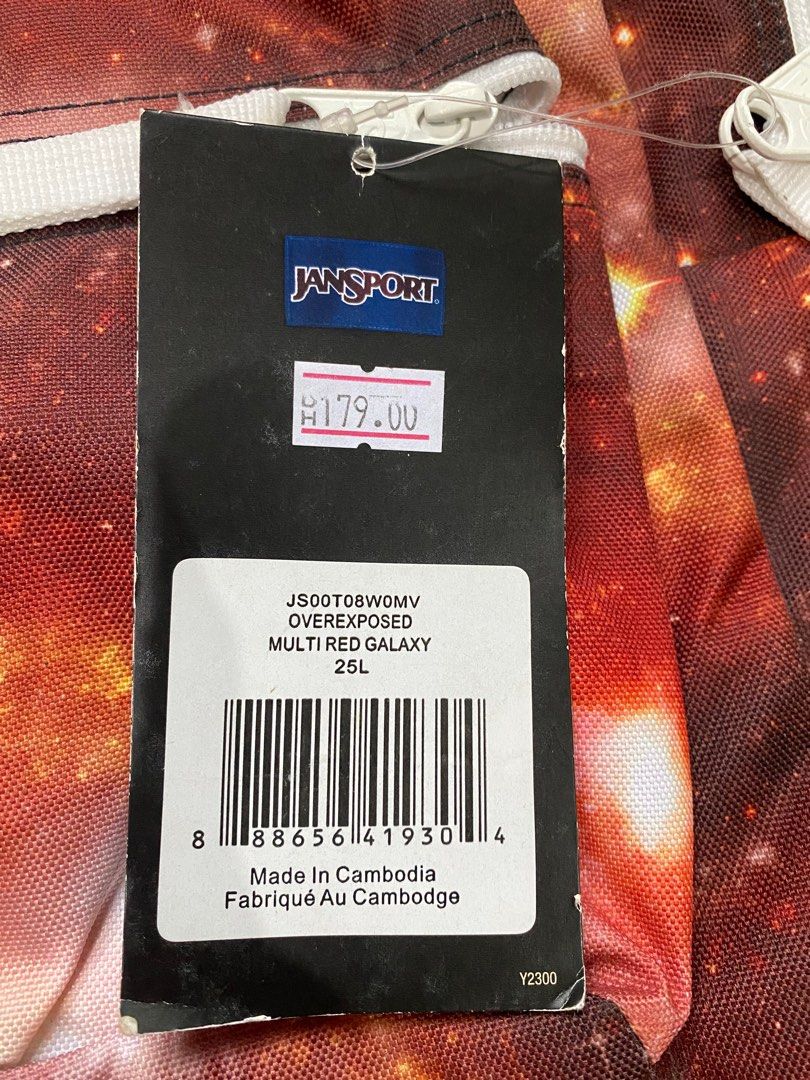 JANSPORT
DH179.00
JS00T08W0MV
OVEREXPOSED
MULTI RED GALAXY
25L
8 88656 41930 4
Made In Cambodia
Fabriqué Au Cambodge
Y2300